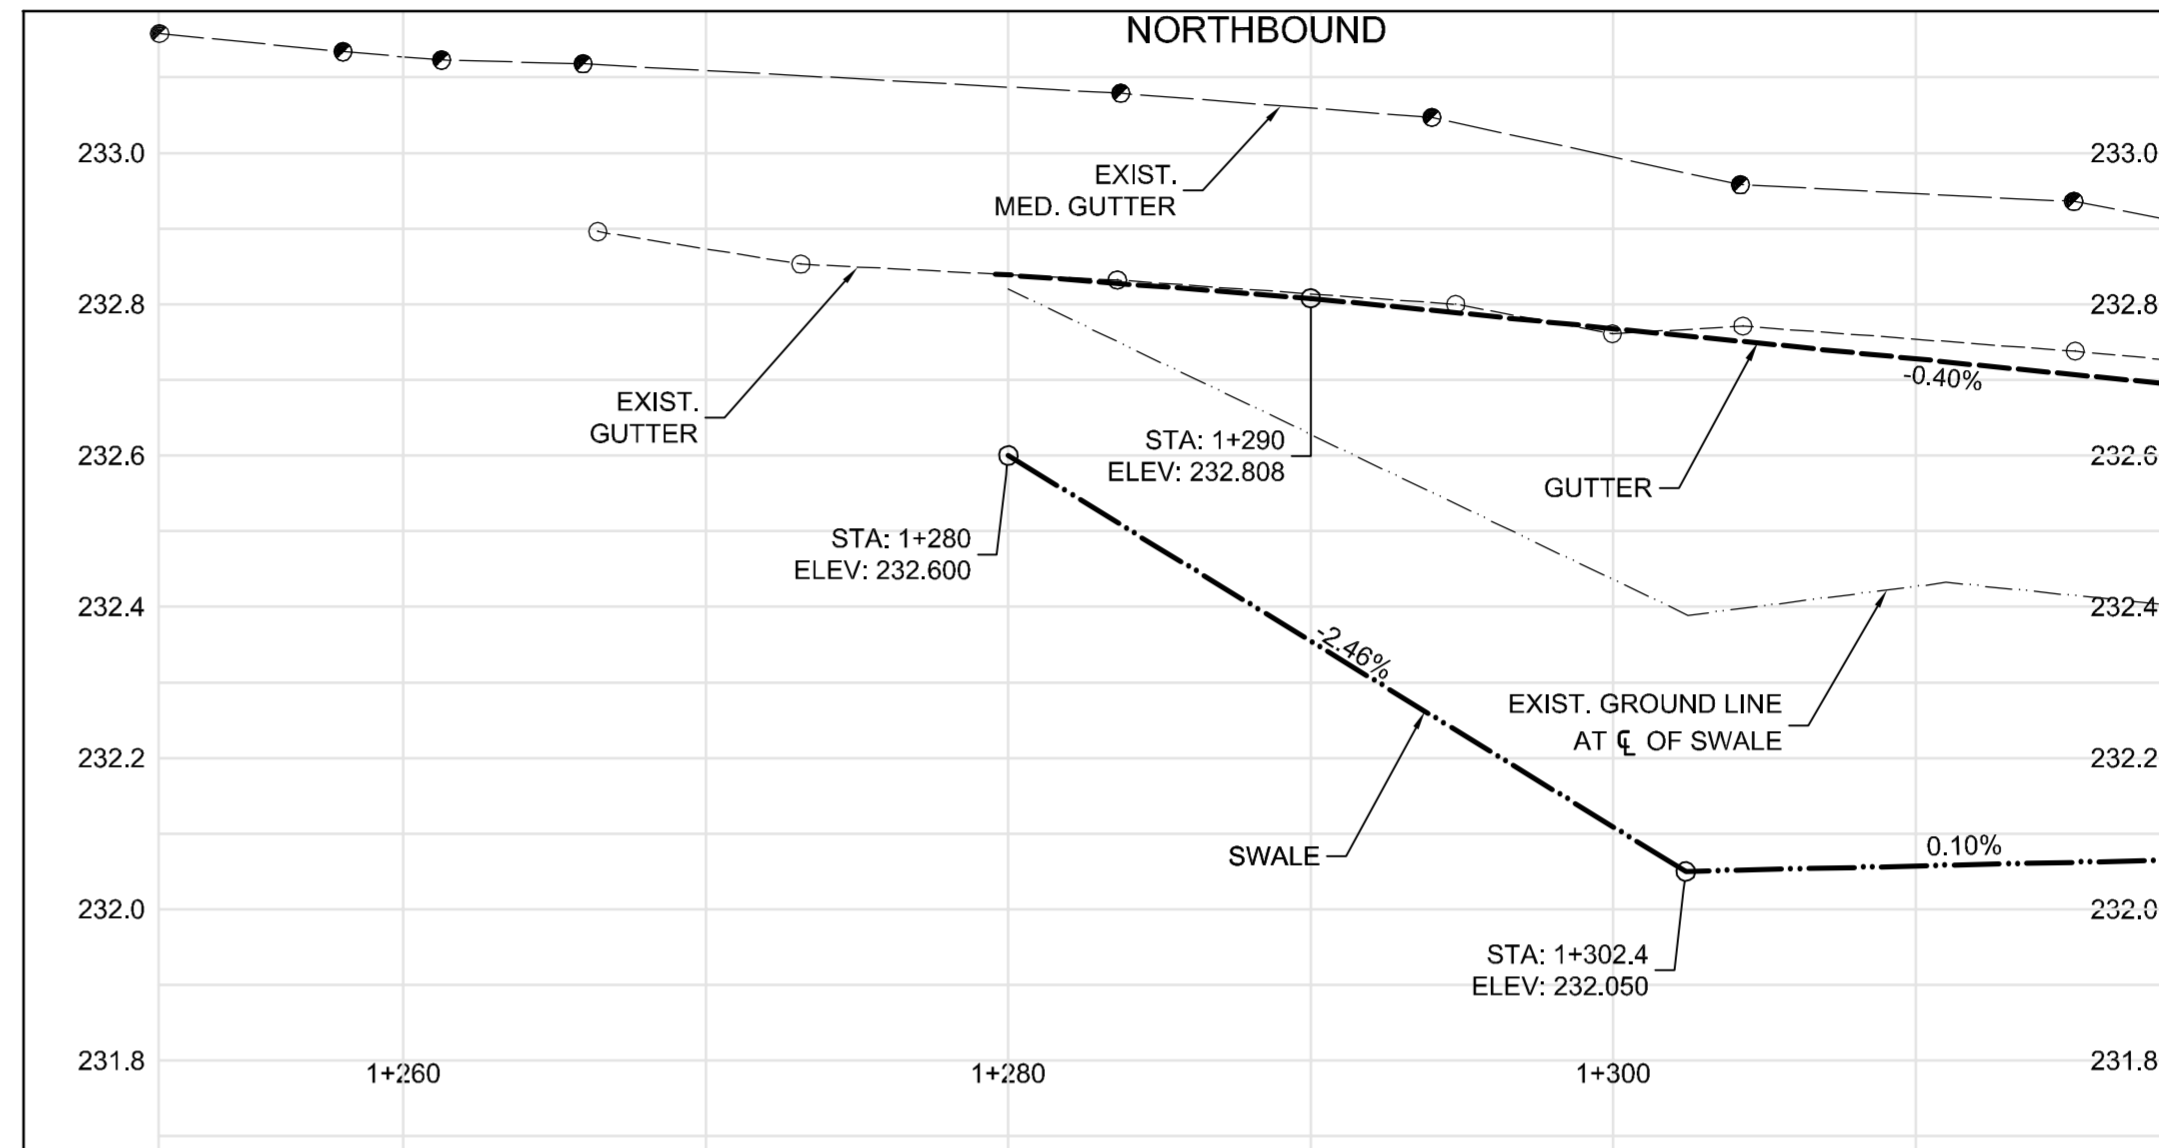 NORTHBOUND
233.0
233.0
EXIST.
MED. GUTTER
232.8
232.8
-0.40%
EXIST.
GUTTER
STA: 1+290
ELEV: 232.808
232.6
232.6
GUTTER
STA: 1+280
ELEV: 232.600
232.4
232.4
-2.46%
EXIST. GROUND LINE
AT ℄ OF SWALE
232.2
232.2
SWALE
0.10%
232.0
232.0
STA: 1+302.4
ELEV: 232.050
231.8
231.8
1+260
1+280
1+300